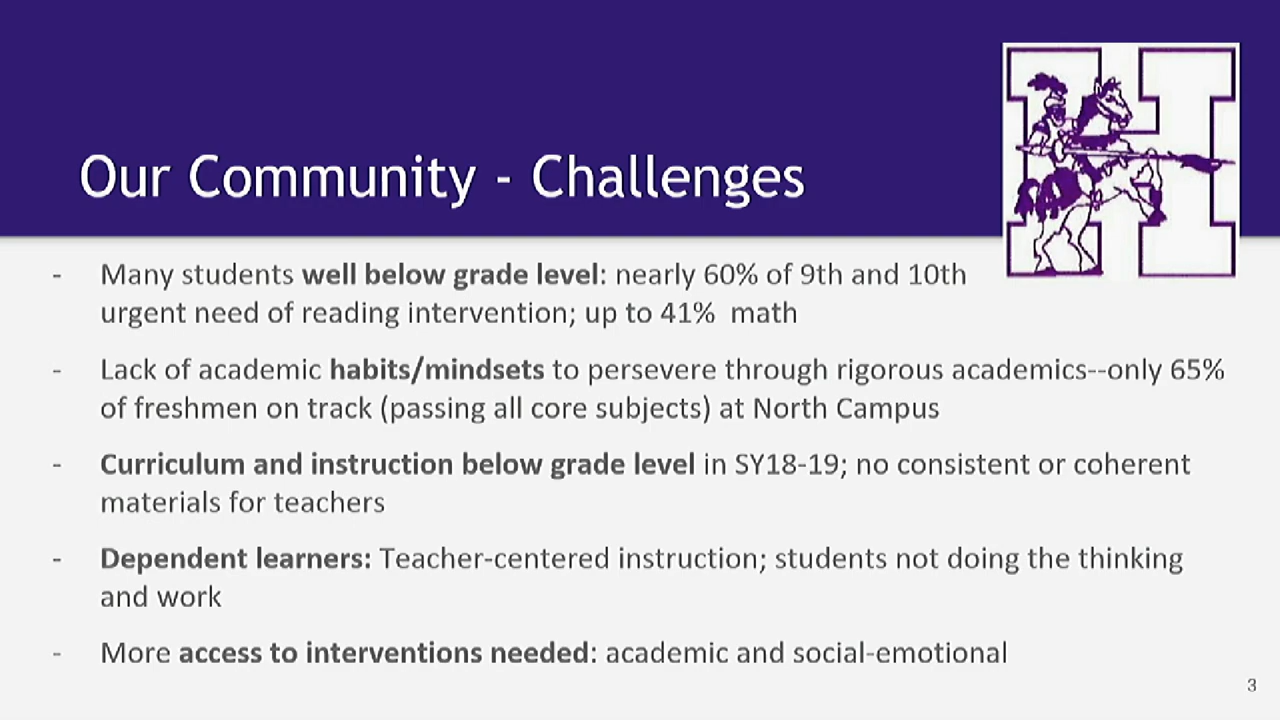 Our Community - Challenges
- Many students well below grade level: nearly 60% of 9th and 10th
urgent need of reading intervention; up to 41%  math
- Lack of academic habits/mindsets to persevere through rigorous academics--only 65%
of freshmen on track (passing all core subjects) at North Campus
- Curriculum and instruction below grade level in SY18-19; no consistent or coherent
materials for teachers
- Dependent learners: Teacher-centered instruction; students not doing the thinking
and work
- More access to interventions needed: academic and social-emotional
3
H